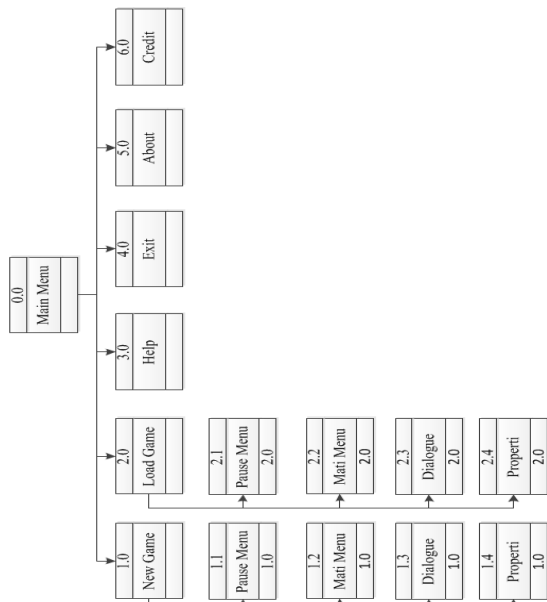 0.0
Main Menu
1.0
New Game
2.0
Load Game
3.0
Help
4.0
Exit
5.0
About
6.0
Credit
1.1
Pause Menu
1.0
1.2
Mati Menu
1.0
1.3
Dialogue
1.0
1.4
Properti
1.0
2.1
Pause Menu
2.0
2.2
Mati Menu
2.0
2.3
Dialogue
2.0
2.4
Properti
2.0